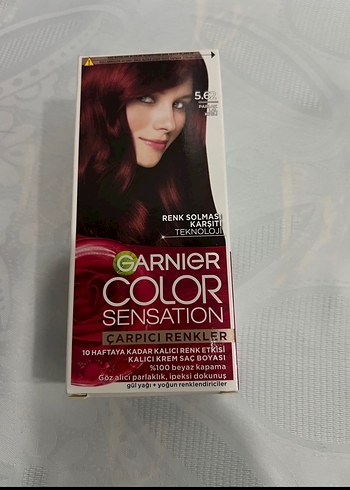 5.62
RENK SOLMASI
KARŞITI
TEKNOLOJİ
GARNIER
COLOR
SENSATION
ÇARPICI RENKLER
10 HAFTAYA KADAR KALICI RENK ETKİSİ
KALICI KREM SAÇ BOYASI
%100 beyaz kapama
Göz alıcı parlaklık, ipeksi dokunuş
gül yağı + yoğun renklendiriciler